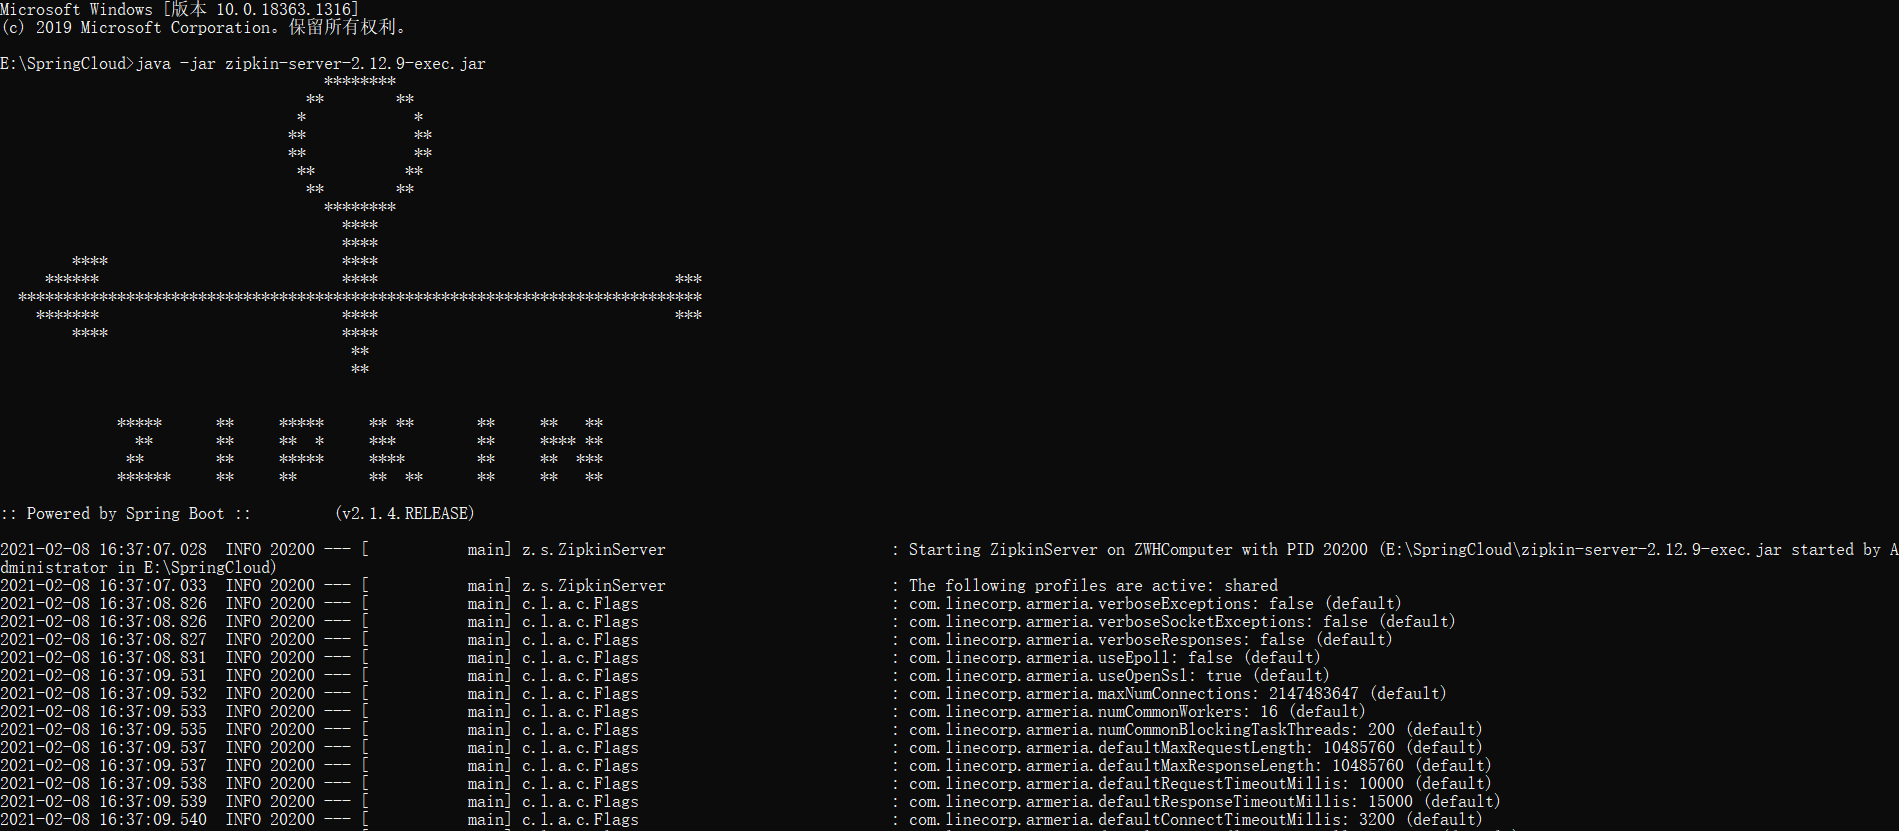 Microsoft Windows [版本 10.0.18363.1316]
(c) 2019 Microsoft Corporation。保留所有权利。
E:\SpringCloud>java -jar zipkin-server-2.12.9-exec.jar
                                    ********
                                  **        **
                                 *            *
                                **            **
                                **            **
                                 **          **
                                  **        **
                                    ********
                                      ****
                                      ****
        ****                          ****
     ******                           ****                                 ***
  ****************************************************************************
    *******                           ****                                 ***
        ****                          ****
                                       **
                                       **
             *****      **     *****     ** **       **     **   **
               **       **     **  *     ***         **     **** **
              **        **     *****     ****        **     **  ***
             ******     **     **        **  **      **     **   **
:: Powered by Spring Boot ::         (v2.1.4.RELEASE)
2021-02-08 16:37:07.028  INFO 20200 --- [           main] z.s.ZipkinServer                         : Starting ZipkinServer on ZWHComputer with PID 20200 (E:\SpringCloud\zipkin-server-2.12.9-exec.jar started by A
dministrator in E:\SpringCloud)
2021-02-08 16:37:07.033  INFO 20200 --- [           main] z.s.ZipkinServer                         : The following profiles are active: shared
2021-02-08 16:37:08.826  INFO 20200 --- [           main] c.l.a.c.Flags                            : com.linecorp.armeria.verboseExceptions: false (default)
2021-02-08 16:37:08.826  INFO 20200 --- [           main] c.l.a.c.Flags                            : com.linecorp.armeria.verboseSocketExceptions: false (default)
2021-02-08 16:37:08.827  INFO 20200 --- [           main] c.l.a.c.Flags                            : com.linecorp.armeria.verboseResponses: false (default)
2021-02-08 16:37:08.831  INFO 20200 --- [           main] c.l.a.c.Flags                            : com.linecorp.armeria.useEpoll: false (default)
2021-02-08 16:37:09.531  INFO 20200 --- [           main] c.l.a.c.Flags                            : com.linecorp.armeria.useOpenSsl: true (default)
2021-02-08 16:37:09.532  INFO 20200 --- [           main] c.l.a.c.Flags                            : com.linecorp.armeria.maxNumConnections: 2147483647 (default)
2021-02-08 16:37:09.533  INFO 20200 --- [           main] c.l.a.c.Flags                            : com.linecorp.armeria.numCommonWorkers: 16 (default)
2021-02-08 16:37:09.535  INFO 20200 --- [           main] c.l.a.c.Flags                            : com.linecorp.armeria.numCommonBlockingTaskThreads: 200 (default)
2021-02-08 16:37:09.537  INFO 20200 --- [           main] c.l.a.c.Flags                            : com.linecorp.armeria.defaultMaxRequestLength: 10485760 (default)
2021-02-08 16:37:09.537  INFO 20200 --- [           main] c.l.a.c.Flags                            : com.linecorp.armeria.defaultMaxResponseLength: 10485760 (default)
2021-02-08 16:37:09.538  INFO 20200 --- [           main] c.l.a.c.Flags                            : com.linecorp.armeria.defaultRequestTimeoutMillis: 10000 (default)
2021-02-08 16:37:09.539  INFO 20200 --- [           main] c.l.a.c.Flags                            : com.linecorp.armeria.defaultResponseTimeoutMillis: 15000 (default)
2021-02-08 16:37:09.540  INFO 20200 --- [           main] c.l.a.c.Flags                            : com.linecorp.armeria.defaultConnectTimeoutMillis: 3200 (default)